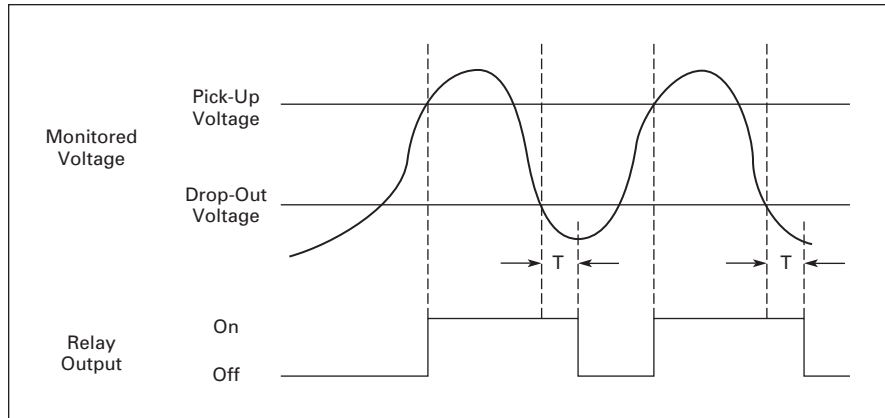 Pick-Up
Voltage
Monitored
Voltage
Drop-Out
Voltage
T
T
On
Relay
Output
Off